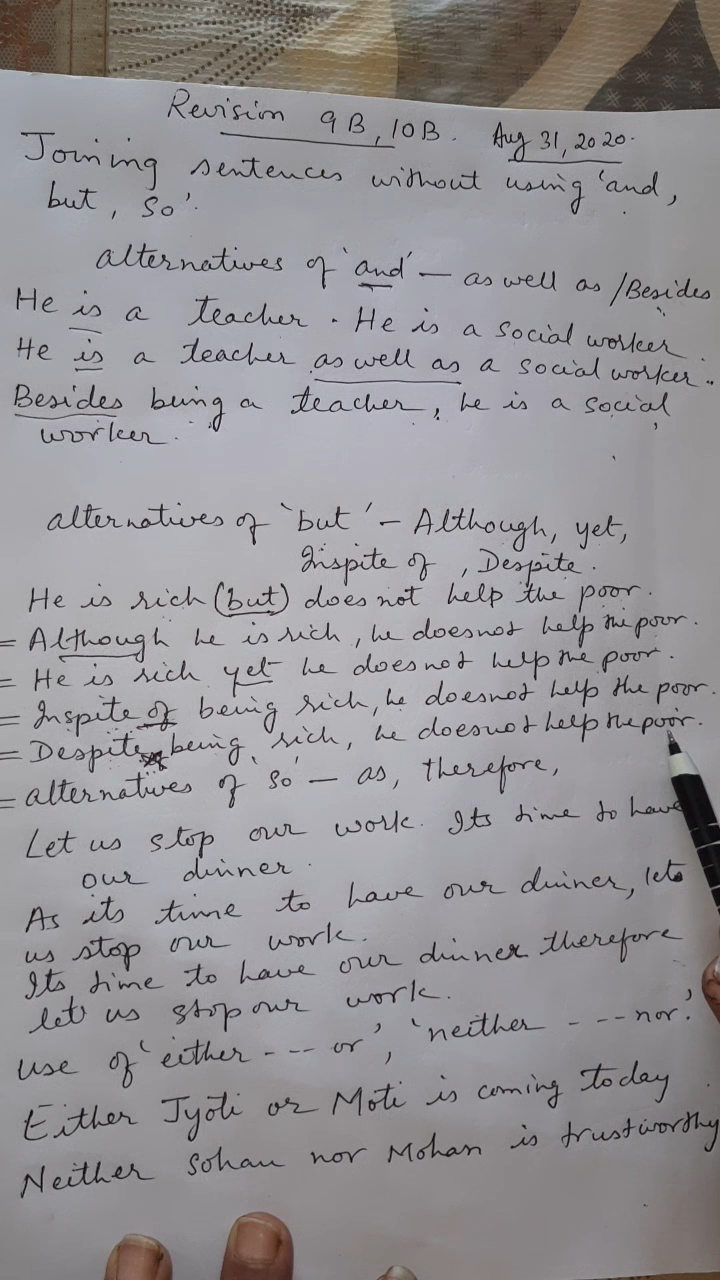 Revision 9B, 10B. Aug 31, 2020.
Joining sentences without using 'and,
but, so'.
alternatives of 'and' – as well as / Besides
He is a teacher. He is a social worker
He is a teacher as well as a social worker..
Besides being a teacher, he is a social
worker.
alternatives of 'but' – Although, yet,
Inspite of, Despite.
He is rich (but) does not help the poor.
= Although he is rich, he doesnot help the poor.
= He is rich yet he does not help the poor.
= Inspite of being rich, he doesnot help the poor.
= Despite being rich, he doesnot help the poor.
= alternatives of 'so' – as, therefore,
Let us stop our work. Its time to have
our dinner.
As its time to have our dinner, lets
us stop our work.
Its time to have our dinner therefore
let us stop our work.
use of 'either --- or', 'neither --- nor.'
Either Jyoti or Moti is coming today
Neither Sohan nor Mohan is trustworthy